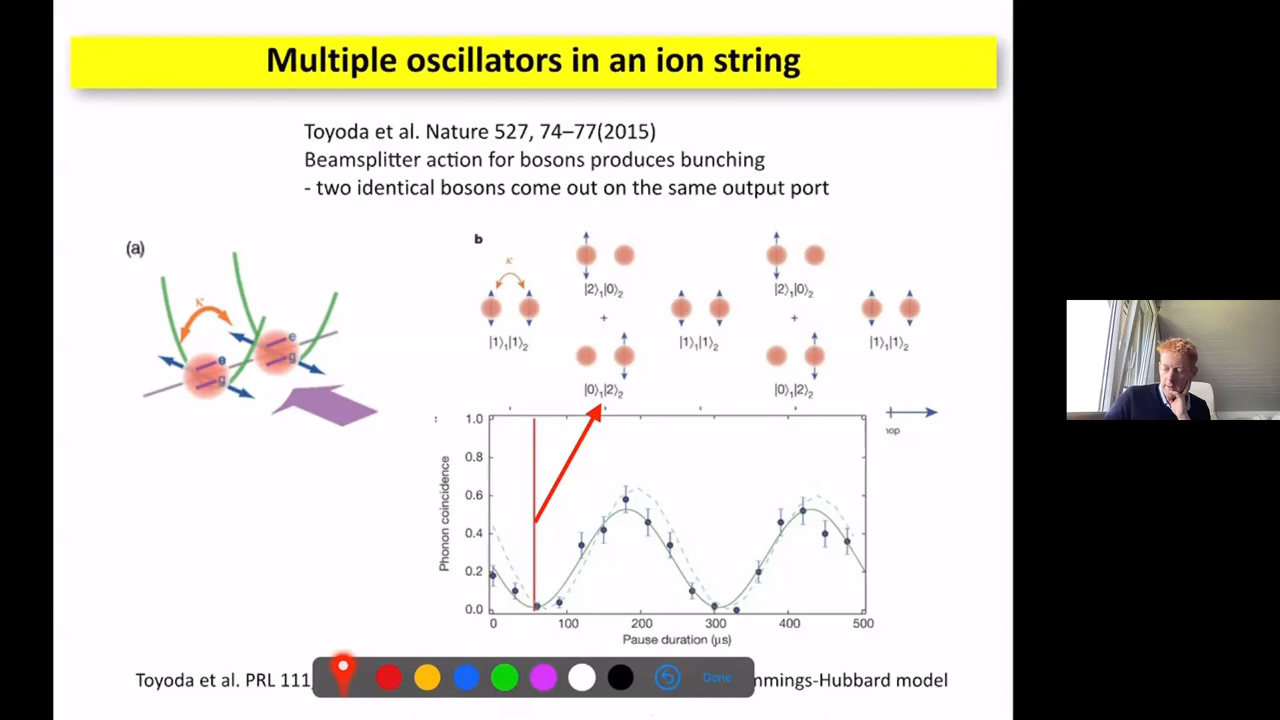 Multiple oscillators in an ion string
Toyoda et al. Nature 527, 74–77(2015)
Beamsplitter action for bosons produces bunching
- two identical bosons come out on the same output port
(a)
κ
e
g
e
g
b
κ
|1⟩₁|1⟩₂
|2⟩₁|0⟩₂
+
|0⟩₁|2⟩₂
|1⟩₁|1⟩₂
|2⟩₁|0⟩₂
+
|0⟩₁|2⟩₂
|1⟩₁|1⟩₂
Phonon coincidence
1.0
0.8
0.6
0.4
0.2
0.0
0 100 200 300 400 500
Pause duration (μs)
Toyoda et al. PRL 111
Done
mmings-Hubbard model